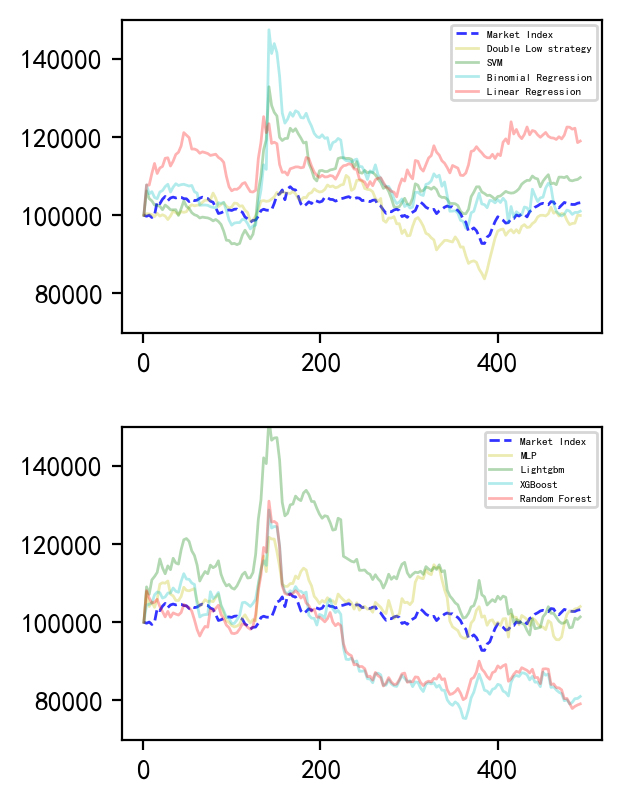 140000
120000
100000
80000
0 200 400
Market Index
Double Low strategy
SVM
Binomial Regression
Linear Regression
140000
120000
100000
80000
0 200 400
Market Index
MLP
Lightgbm
XGBoost
Random Forest